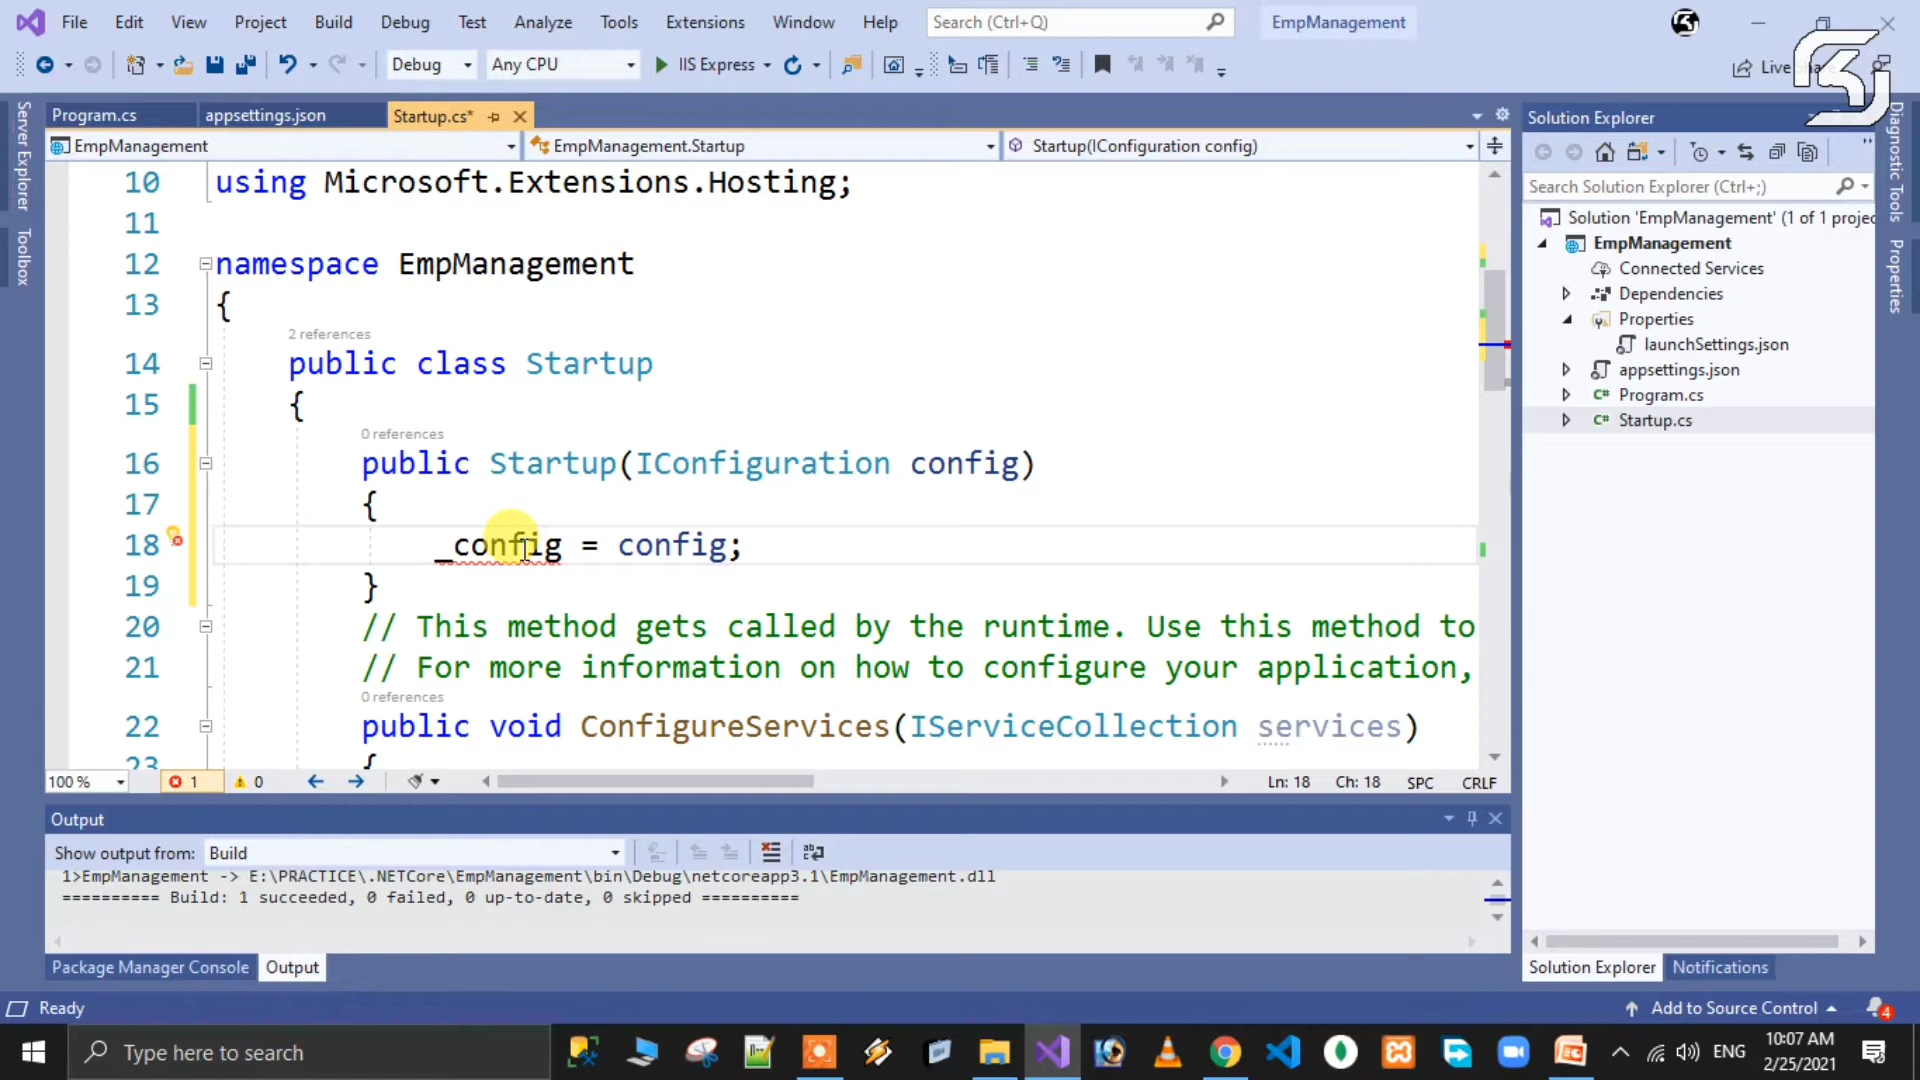 File Edit View Project Build Debug Test Analyze Tools Extensions Window Help Search (Ctrl+Q) EmpManagement
Debug Any CPU IIS Express Live
Server Explorer
Toolbox
Program.cs appsettings.json Startup.cs*
EmpManagement EmpManagement.Startup Startup(IConfiguration config)
10 using Microsoft.Extensions.Hosting;
11
12 namespace EmpManagement
13 {
2 references
14 public class Startup
15 {
0 references
16 public Startup(IConfiguration config)
17 {
18 _config = config;
19 }
20 // This method gets called by the runtime. Use this method to
21 // For more information on how to configure your application,
0 references
22 public void ConfigureServices(IServiceCollection services)
23 {
100 % 1 0 Ln: 18 Ch: 18 SPC CRLF
Output
Show output from: Build
1>EmpManagement -> E:\PRACTICE\.NETCore\EmpManagement\bin\Debug\netcoreapp3.1\EmpManagement.dll
========== Build: 1 succeeded, 0 failed, 0 up-to-date, 0 skipped ==========
Package Manager Console Output
Solution Explorer
Search Solution Explorer (Ctrl+;)
Solution 'EmpManagement' (1 of 1 projec
EmpManagement
Connected Services
Dependencies
Properties
launchSettings.json
appsettings.json
Program.cs
Startup.cs
Solution Explorer Notifications
Diagnostic Tools
Properties
Ready Add to Source Control 4
Type here to search ENG 10:07 AM
2/25/2021